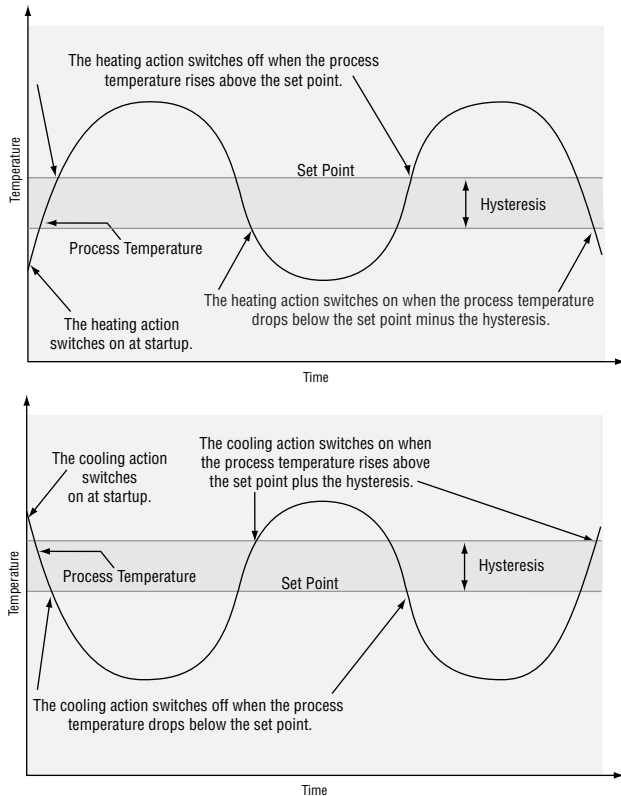 The heating action switches off when the process
temperature rises above the set point.
Temperature
Set Point
Hysteresis
Process Temperature
The heating action switches on when the process temperature
drops below the set point minus the hysteresis.
The heating action
switches on at startup.
Time
The cooling action switches on when
the process temperature rises above
the set point plus the hysteresis.
The cooling action
switches
on at startup.
Temperature
Process Temperature
Hysteresis
Set Point
The cooling action switches off when the process
temperature drops below the set point.
Time